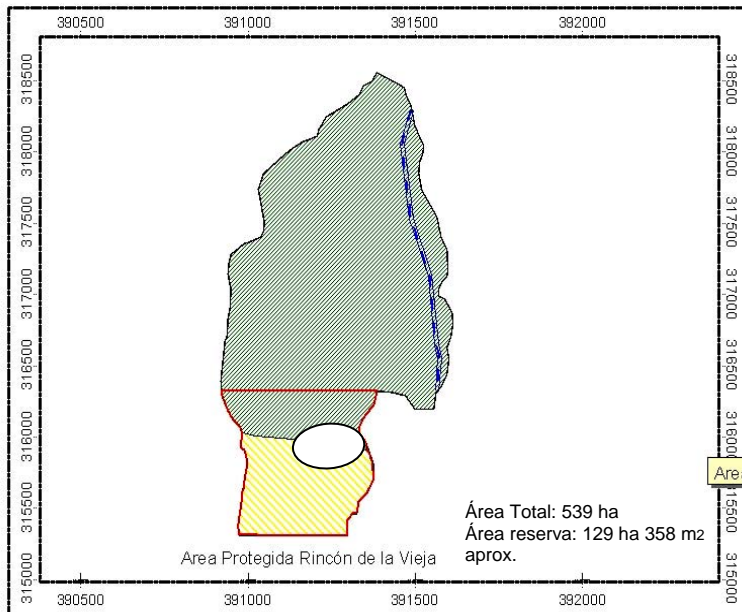 390500 391000 391500 392000
318500 318500
318000 318000
317500 317500
317000 317000
316500 316500
316000 316000
Area
315500 315500
Área Total: 539 ha
Área reserva: 129 ha 358 m2
aprox.
Area Protegida Rincón de la Vieja
315000 315000
390500 391000 391500 392000